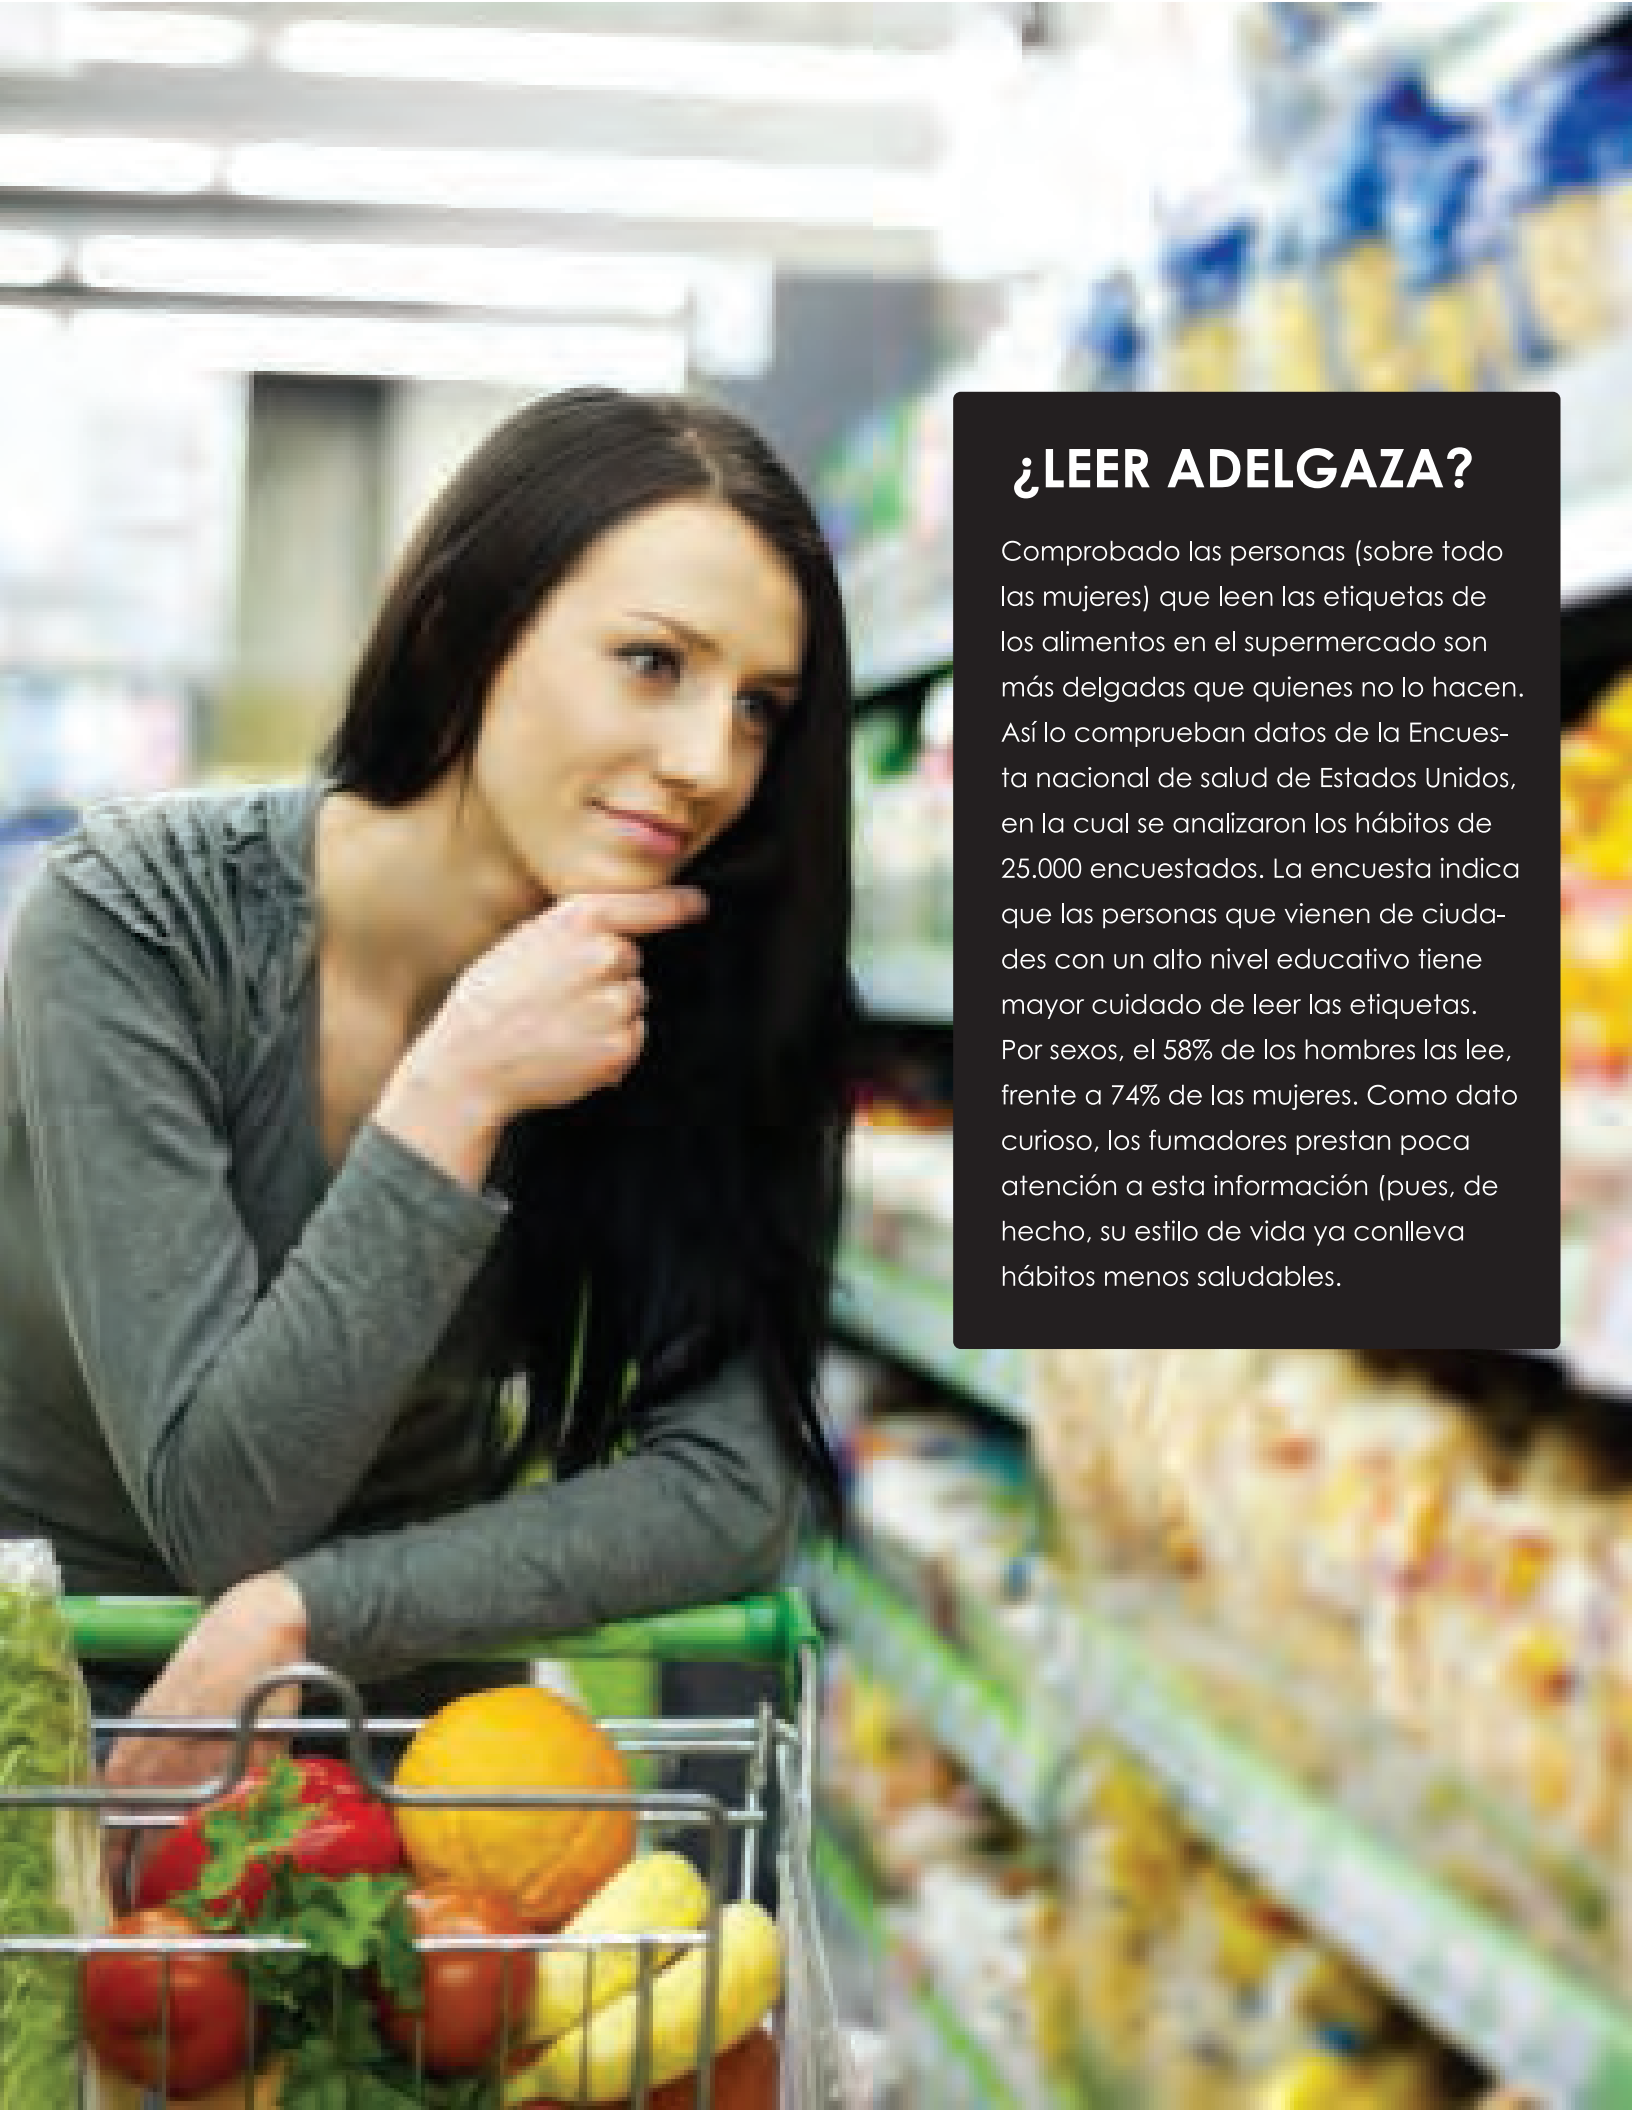 ¿LEER ADELGAZA?
Comprobado las personas (sobre todo
las mujeres) que leen las etiquetas de
los alimentos en el supermercado son
más delgadas que quienes no lo hacen.
Así lo comprueban datos de la Encues-
ta nacional de salud de Estados Unidos,
en la cual se analizaron los hábitos de
25.000 encuestados. La encuesta indica
que las personas que vienen de ciuda-
des con un alto nivel educativo tiene
mayor cuidado de leer las etiquetas.
Por sexos, el 58% de los hombres las lee,
frente a 74% de las mujeres. Como dato
curioso, los fumadores prestan poca
atención a esta información (pues, de
hecho, su estilo de vida ya conlleva
hábitos menos saludables.